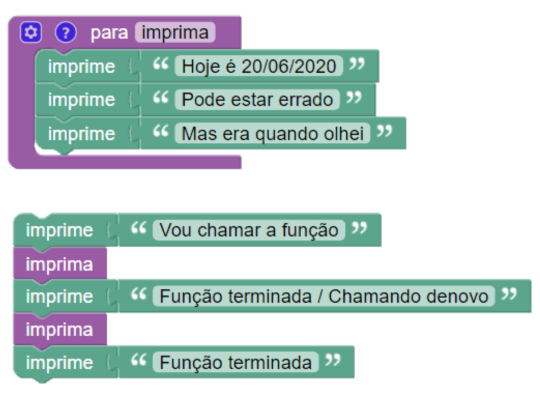 ? para imprima
imprime “ Hoje é 20/06/2020 ”
imprime “ Pode estar errado ”
imprime “ Mas era quando olhei ”
imprime “ Vou chamar a função ”
imprima
imprime “ Função terminada / Chamando denovo ”
imprima
imprime “ Função terminada ”